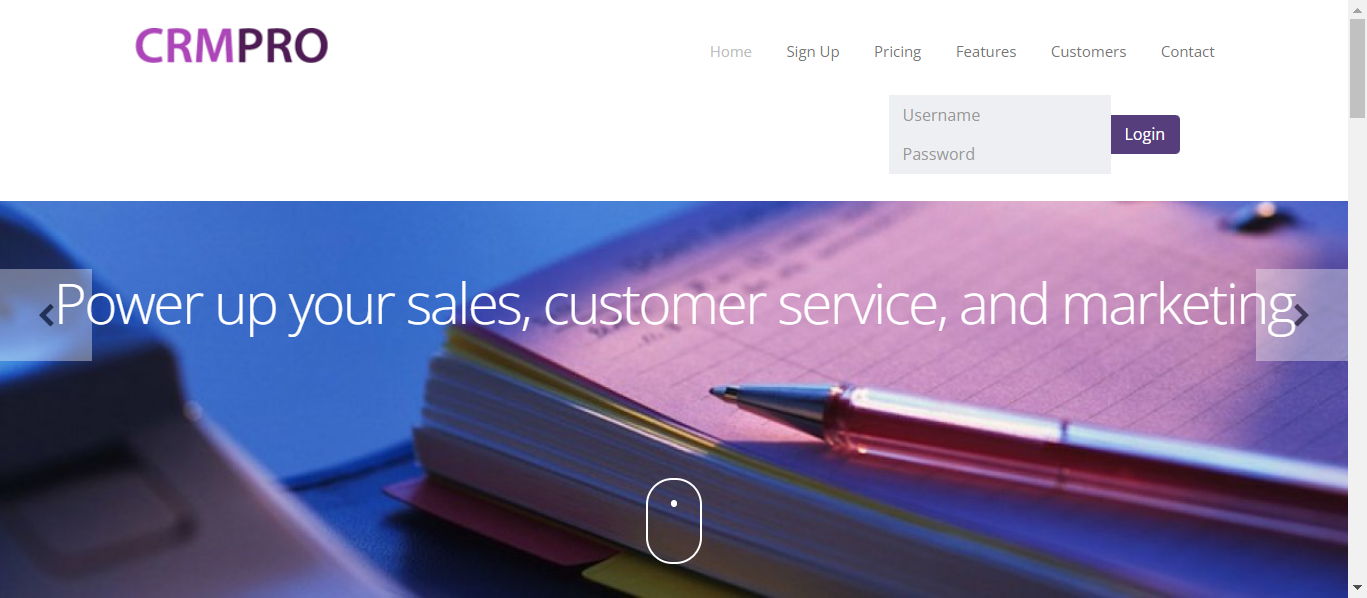 CRMPRO
Home Sign Up Pricing Features Customers Contact
Username
Login
Password
Power up your sales, customer service, and marketing